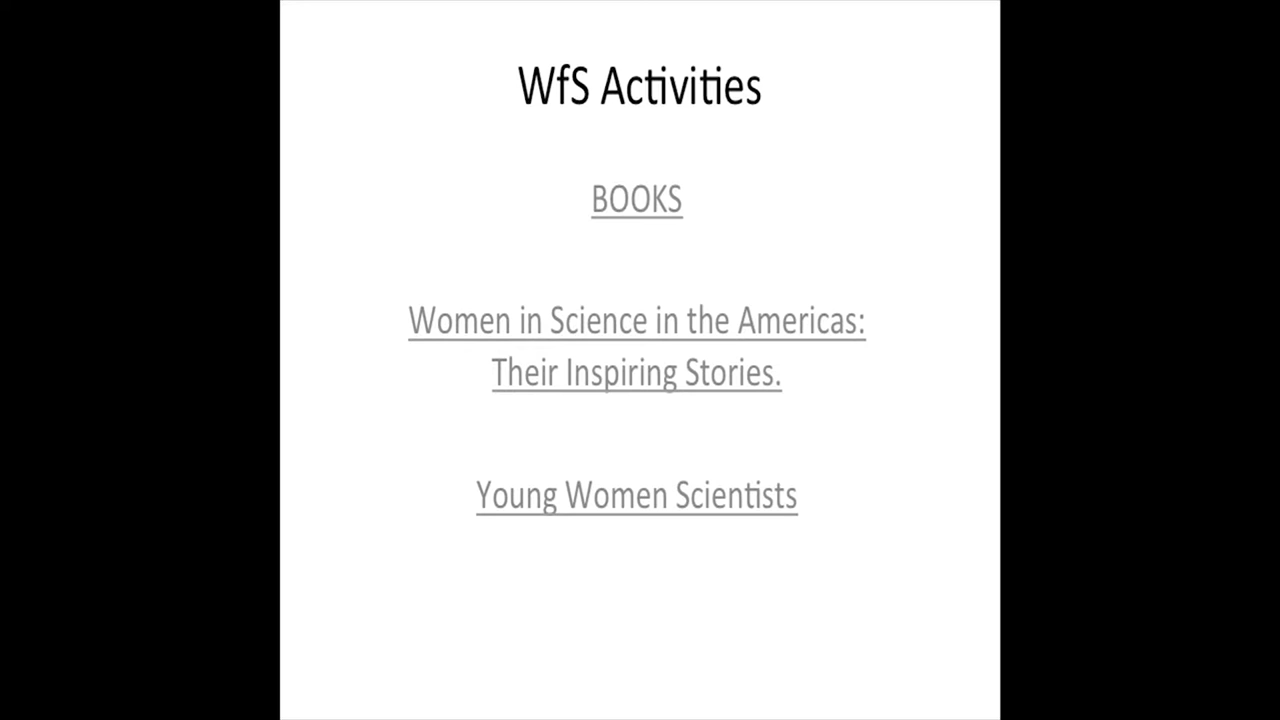 WfS Activities
BOOKS
Women in Science in the Americas:
Their Inspiring Stories.
Young Women Scientists